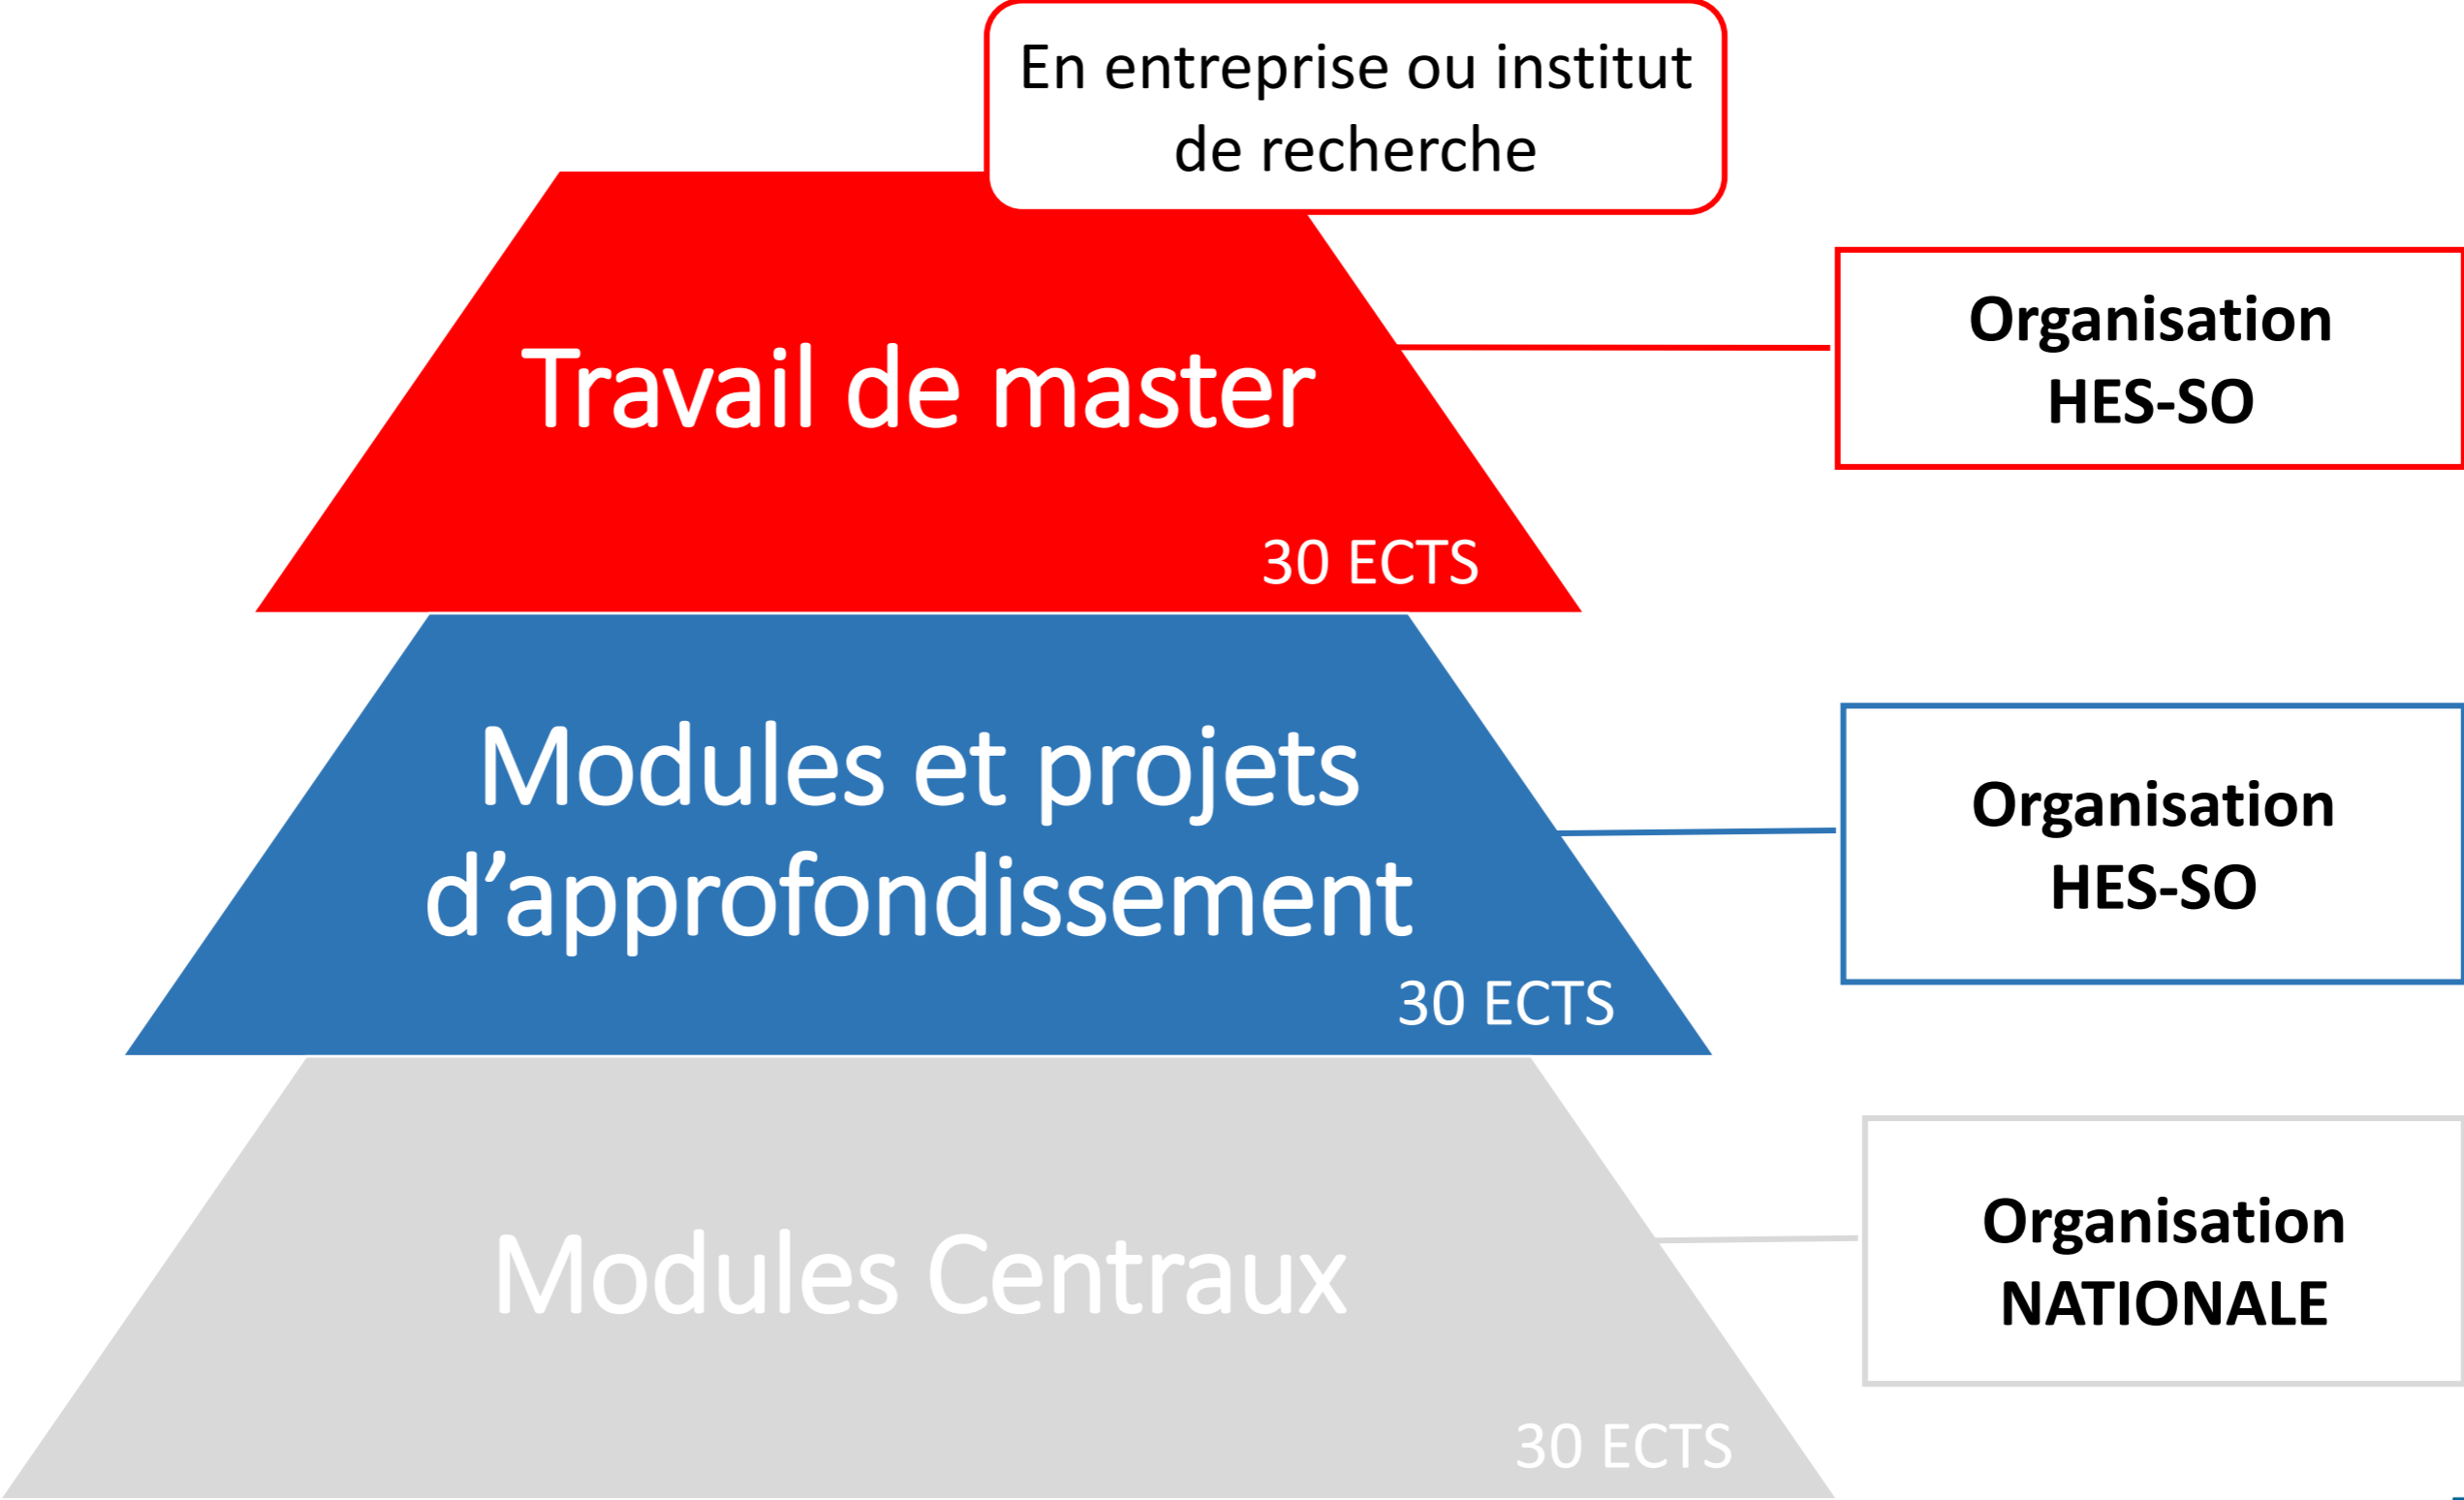 En entreprise ou institut
de recherche
Travail de master
30 ECTS
Organisation
HES-SO
Modules et projets
d’approfondissement
30 ECTS
Organisation
HES-SO
Modules Centraux
30 ECTS
Organisation
NATIONALE